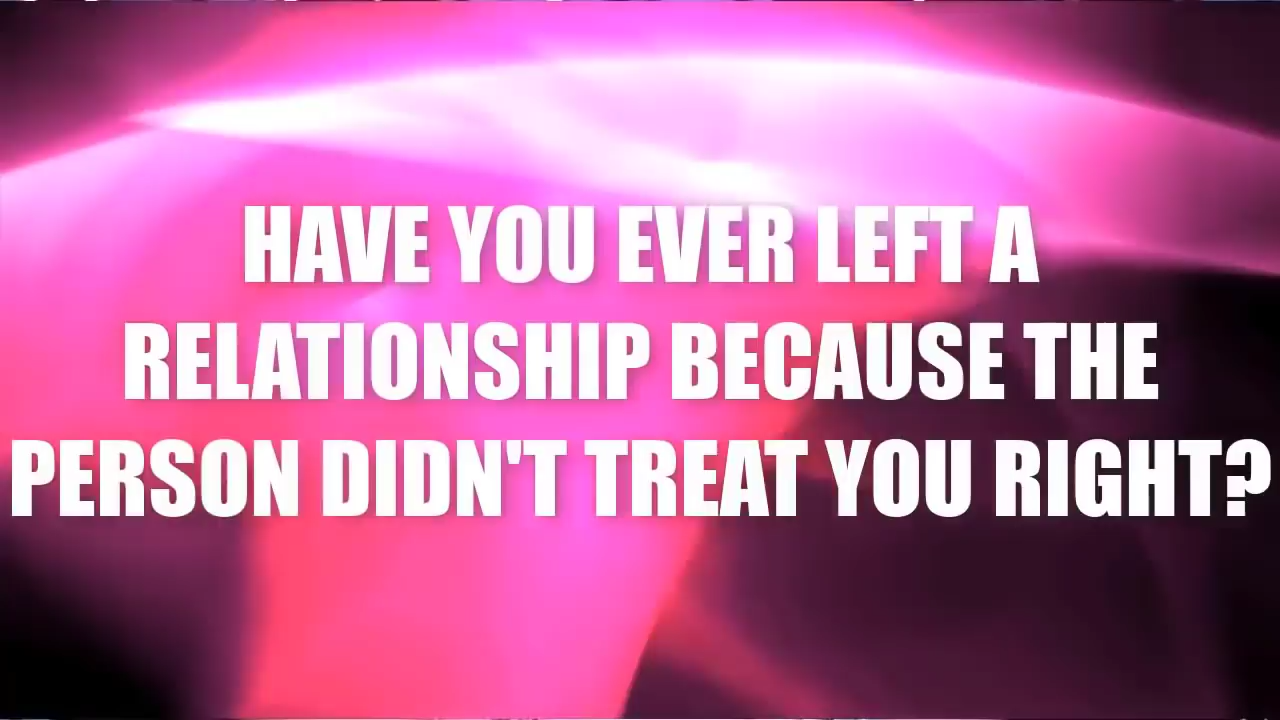 HAVE YOU EVER LEFT A
RELATIONSHIP BECAUSE THE
PERSON DIDN'T TREAT YOU RIGHT?